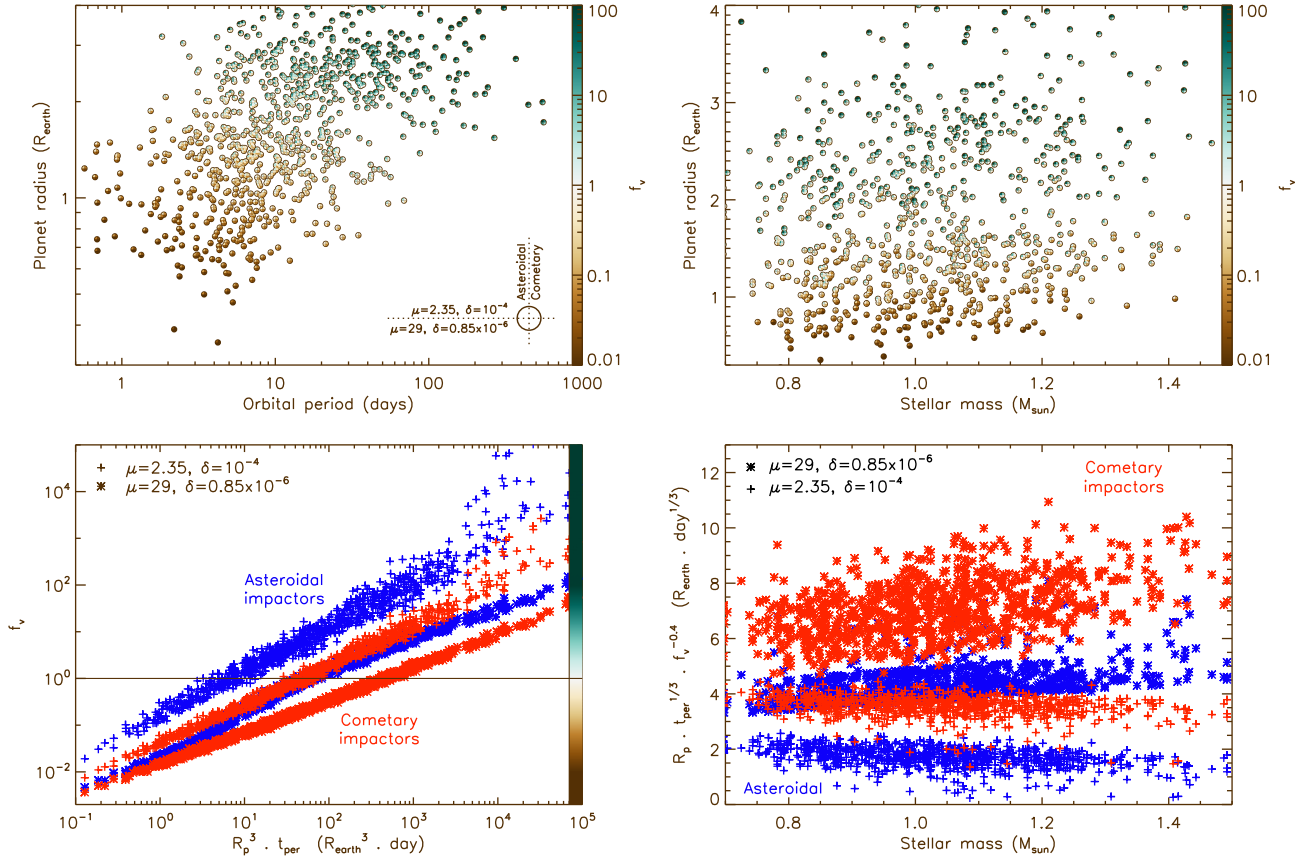 Planet radius (R_earth)
1
1
10
100
1000
Orbital period (days)
Asteroidal
Cometary
μ=2.35, δ=10^-4
μ=29, δ=0.85x10^-6
100
10
1
0.1
0.01
f_v
Planet radius (R_earth)
4
3
2
1
0.8
1.0
1.2
1.4
Stellar mass (M_sun)
100
10
1
0.1
0.01
f_v
f_v
10^4
10^2
10^0
10^-2
+ μ=2.35, δ=10^-4
✳ μ=29, δ=0.85x10^-6
Asteroidal
impactors
Cometary
impactors
10^-1
10^0
10^1
10^2
10^3
10^4
10^5
R_p^3 . t_per (R_earth^3 . day)
R_p . t_per^1/3 . f_v^-0.4 (R_earth . day^1/3)
12
10
8
6
4
2
0
✳ μ=29, δ=0.85x10^-6
+ μ=2.35, δ=10^-4
Cometary
impactors
Asteroidal
0.8
1.0
1.2
1.4
Stellar mass (M_sun)